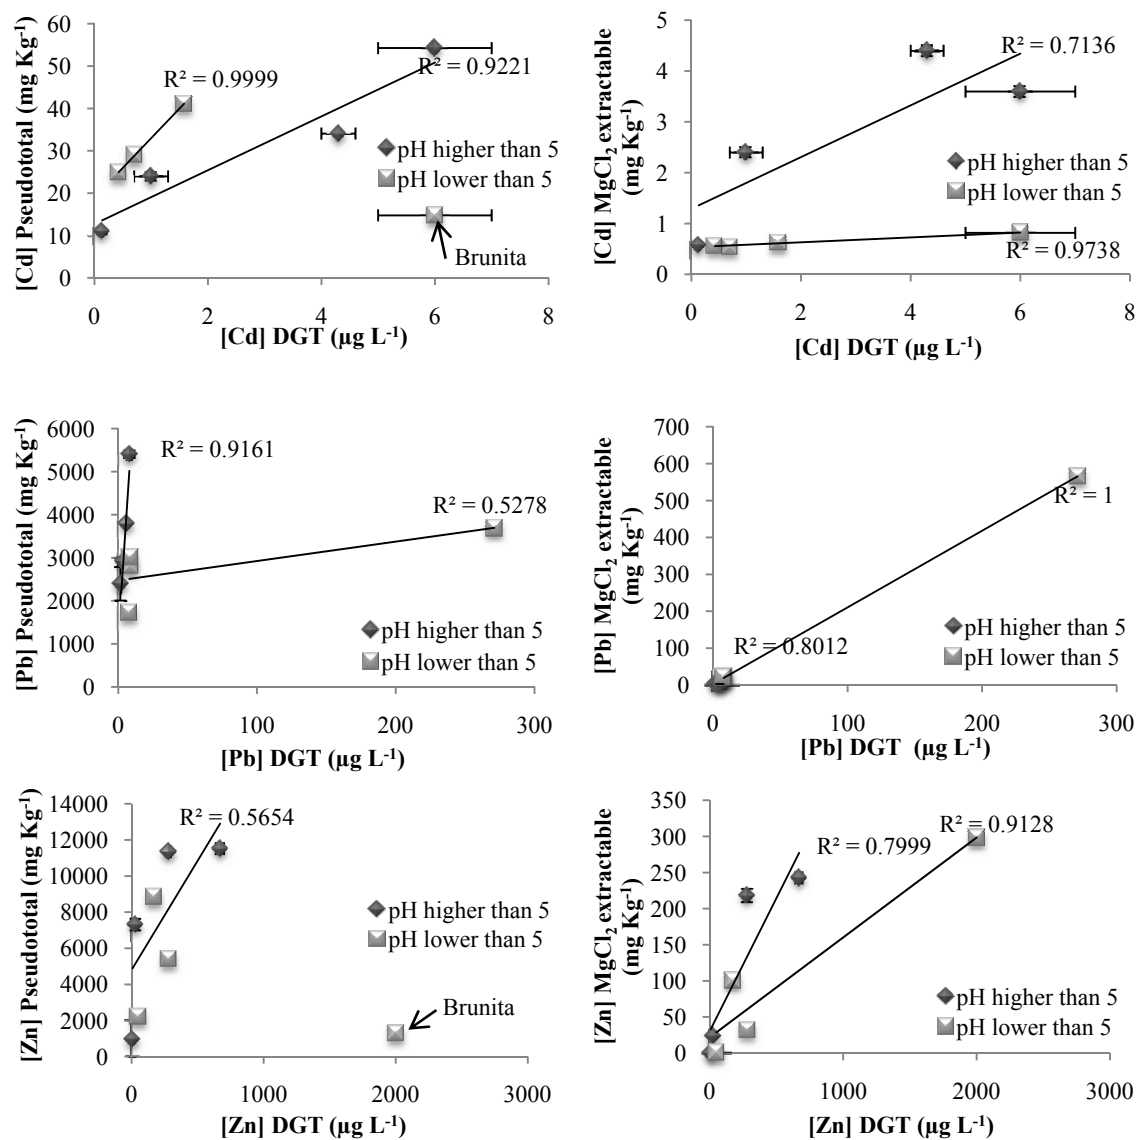 [Cd] Pseudototal (mg Kg-1)
60
50
40
30
20
10
0
R² = 0.9999
R² = 0.9221
pH higher than 5
pH lower than 5
Brunita
0 2 4 6 8
[Cd] DGT (µg L-1)
[Cd] MgCl2 extractable
(mg Kg-1)
5
4
3
2
1
0
R² = 0.7136
pH higher than 5
pH lower than 5
R² = 0.9738
0 2 4 6 8
[Cd] DGT (µg L-1)
[Pb] Pseudototal (mg Kg-1)
6000
5000
4000
3000
2000
1000
0
R² = 0.9161
R² = 0.5278
pH higher than 5
pH lower than 5
0 100 200 300
[Pb] DGT (µg L-1)
[Pb] MgCl2 extractable
(mg Kg-1)
700
600
500
400
300
200
100
0
R² = 1
R² = 0.8012
pH higher than 5
pH lower than 5
0 100 200 300
[Pb] DGT (µg L-1)
[Zn] Pseudototal (mg Kg-1)
14000
12000
10000
8000
6000
4000
2000
0
R² = 0.5654
pH higher than 5
pH lower than 5
Brunita
0 1000 2000 3000
[Zn] DGT (µg L-1)
[Zn] MgCl2 extractable
(mg Kg-1)
350
300
250
200
150
100
50
0
R² = 0.9128
R² = 0.7999
pH higher than 5
pH lower than 5
0 1000 2000 3000
[Zn] DGT (µg L-1)